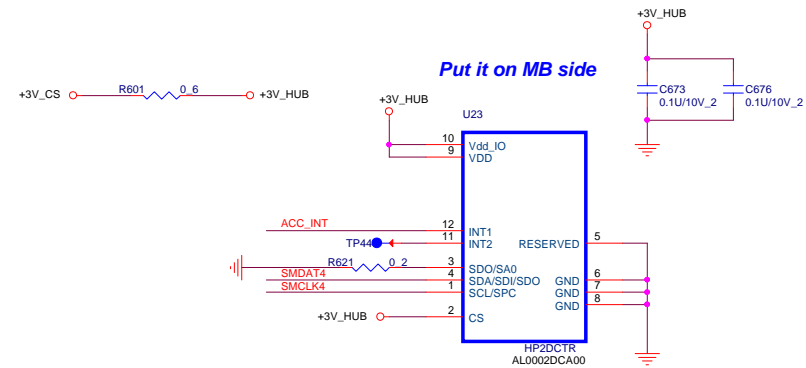 +3V_HUB
Put it on MB side
+3V_CS
R601
0_6
+3V_HUB
C673
0.1U/10V_2
C676
0.1U/10V_2
+3V_HUB
U23
10
Vdd_IO
9
VDD
ACC_INT
12
INT1
TP44
11
INT2
RESERVED
5
R621
0_2
3
SDO/SA0
SMDAT4
4
SDA/SDI/SDO
GND
6
SMCLK4
1
SCL/SPC
GND
7
GND
8
+3V_HUB
2
CS
HP2DCTR
AL0002DCA00